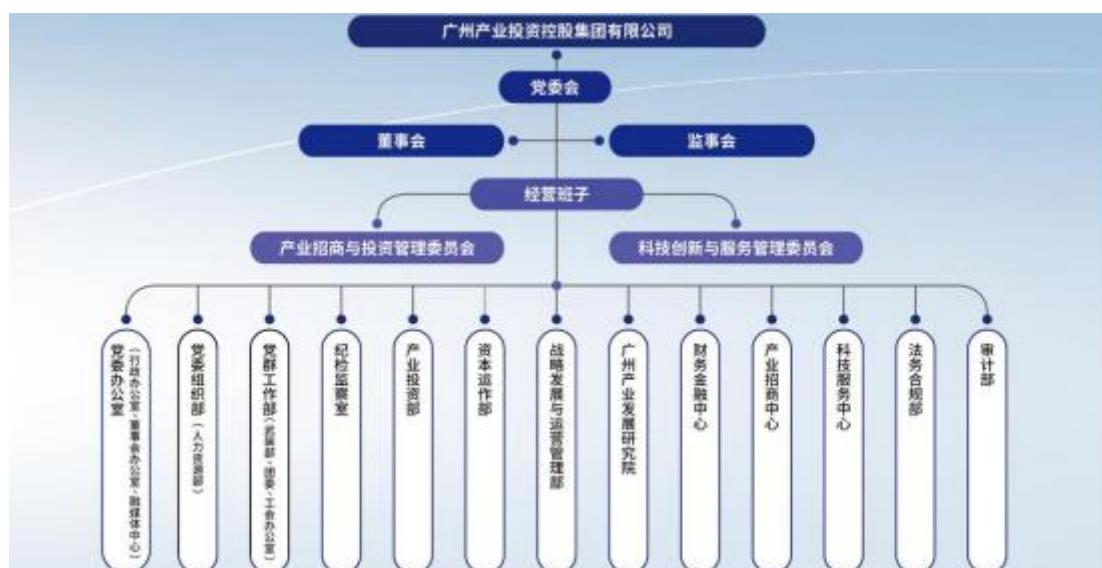 广州产业投资控股集团有限公司
党委会
董事会
监事会
经营班子
产业招商与投资管理委员会
科技创新与服务管理委员会
党委办公室
(行政办公室、董事会办公室、融媒体中心)
党委组织部(人力资源部)
党群工作部(武装部、团委、工会办公室)
纪检监察室
产业投资部
资本运作部
战略发展与运营管理部
广州产业发展研究院
财务金融中心
产业招商中心
科技服务中心
法务合规部
审计部